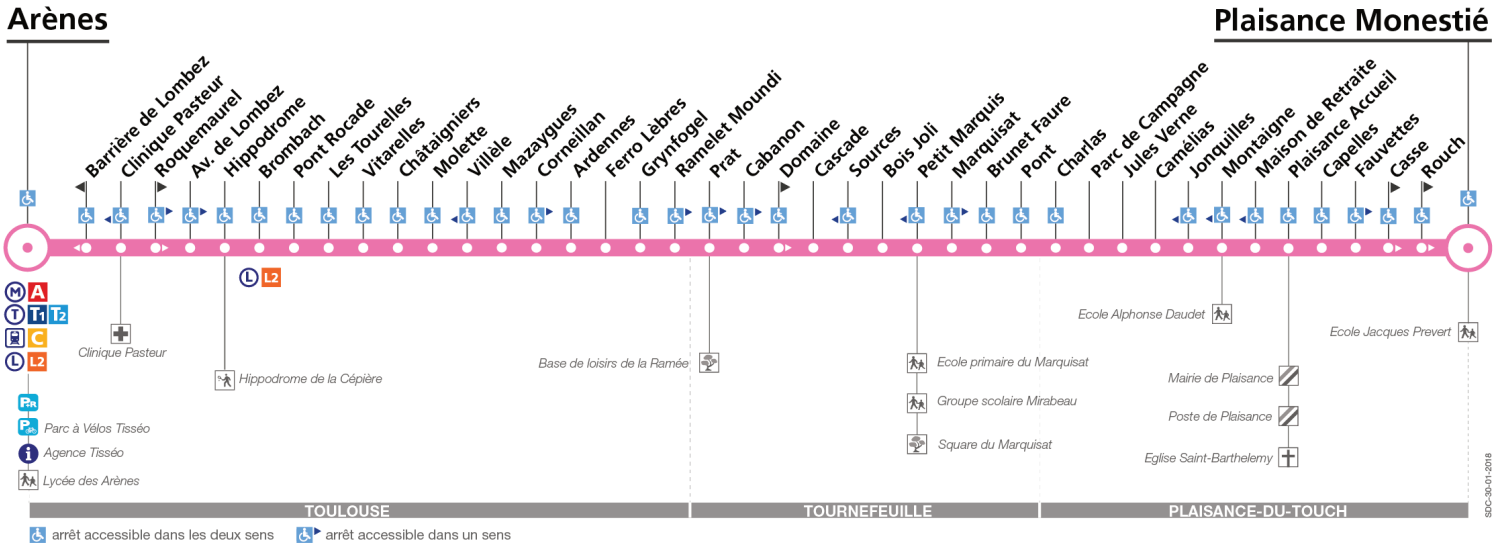 Arènes
Plaisance Monestié
Barrière de Lombez
Clinique Pasteur
Roquemaurel
Av. de Lombez
Hippodrome
Brombach
Pont Rocade
Les Tourelles
Vitarelles
Châtaigniers
Molette
Villèle
Mazaygues
Corneillan
Ardennes
Ferro Lèbres
Grynfogel
Ramelet Moundi
Prat
Cabanon
Domaine
Cascade
Sources
Bois Joli
Petit Marquis
Marquisat
Brunet Faure
Pont
Charlas
Parc de Campagne
Jules Verne
Camélias
Jonquilles
Montaigne
Maison de Retraite
Plaisance Accueil
Capelles
Fauvettes
Casse
Rouch
L L2
M A
T T1 T2
C
L L2
P+R
P
Parc à Vélos Tisséo
i Agence Tisséo
Lycée des Arènes
Clinique Pasteur
Hippodrome de la Cépière
Base de loisirs de la Ramée
Ecole primaire du Marquisat
Groupe scolaire Mirabeau
Square du Marquisat
Ecole Alphonse Daudet
Mairie de Plaisance
Poste de Plaisance
Eglise Saint-Barthelemy
Ecole Jacques Prevert
TOULOUSE
TOURNEFEUILLE
PLAISANCE-DU-TOUCH
arrêt accessible dans les deux sens
arrêt accessible dans un sens
SDC-30-01-2018